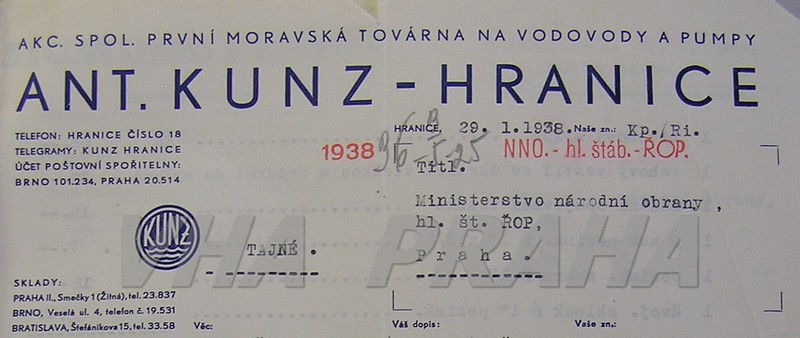 AKC. SPOL. PRVNÍ MORAVSKÁ TOVÁRNA NA VODOVODY A PUMPY
ANT. KUNZ – HRANICE
TELEFON: HRANICE ČÍSLO 18
TELEGRAMY: KUNZ HRANICE
ÚČET POŠTOVNÍ SPOŘITELNY:
BRNO 101.234, PRAHA 20.514
HRANICE, 29. 1.1938. Naše zn.: Kp./Ri.
1938
NNO.- hl. štáb.-ŘOP.
Titl.
Ministerstvo národní obrany,
hl. št. ŘOP,
Praha.
KUNZ
TAJNÉ.
VHA PRAHA
SKLADY:
PRAHA II., Smečky 1 (Žitná), tel. 23.837
BRNO, Veselá ul. 4, telefon č. 19.531
BRATISLAVA, Štefánikova 15, tel. 33.58
Věc:
Váš dopis:
Vaše zn.: